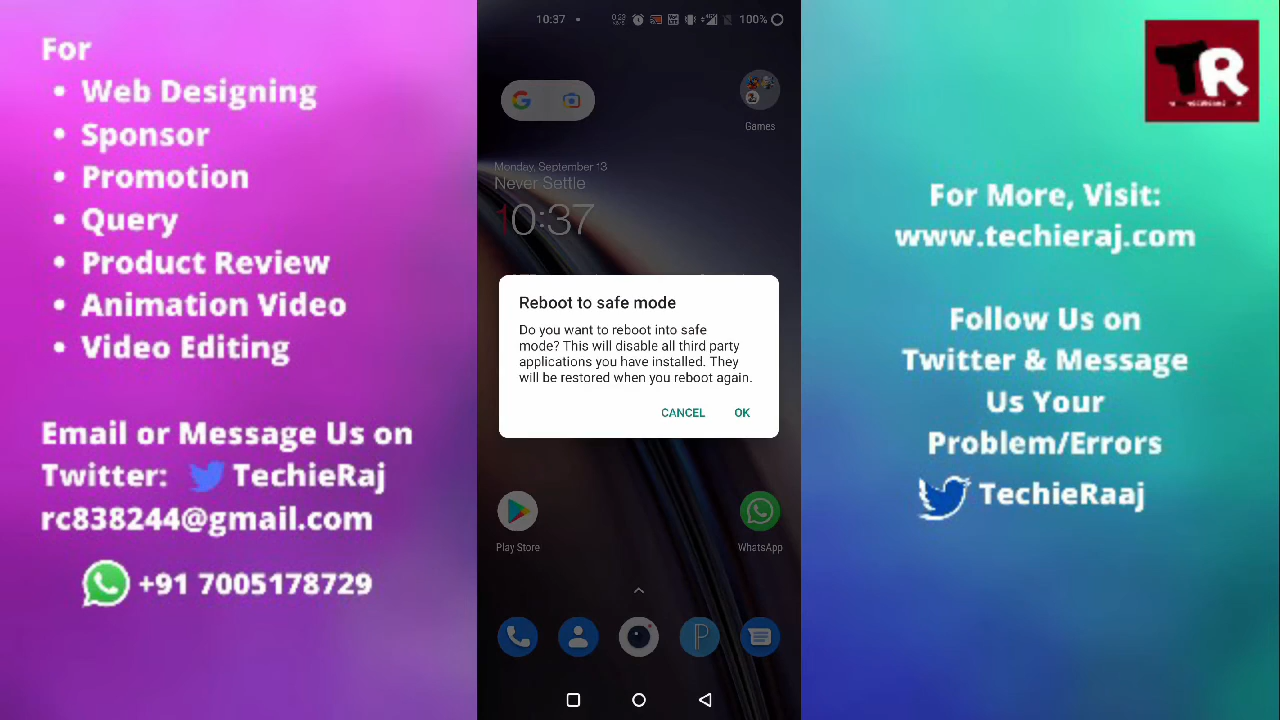 For
• Web Designing
• Sponsor
• Promotion
• Query
• Product Review
• Animation Video
• Video Editing
Email or Message Us on
Twitter: TechieRaj
rc838244@gmail.com
+91 7005178729
10:37
100%
Games
Monday, September 13
Never Settle
10:37
Reboot to safe mode
Do you want to reboot into safe
mode? This will disable all third party
applications you have installed. They
will be restored when you reboot again.
CANCEL OK
Play Store
WhatsApp
TR
For More, Visit:
www.techieraj.com
Follow Us on
Twitter & Message
Us Your
Problem/Errors
TechieRaaj